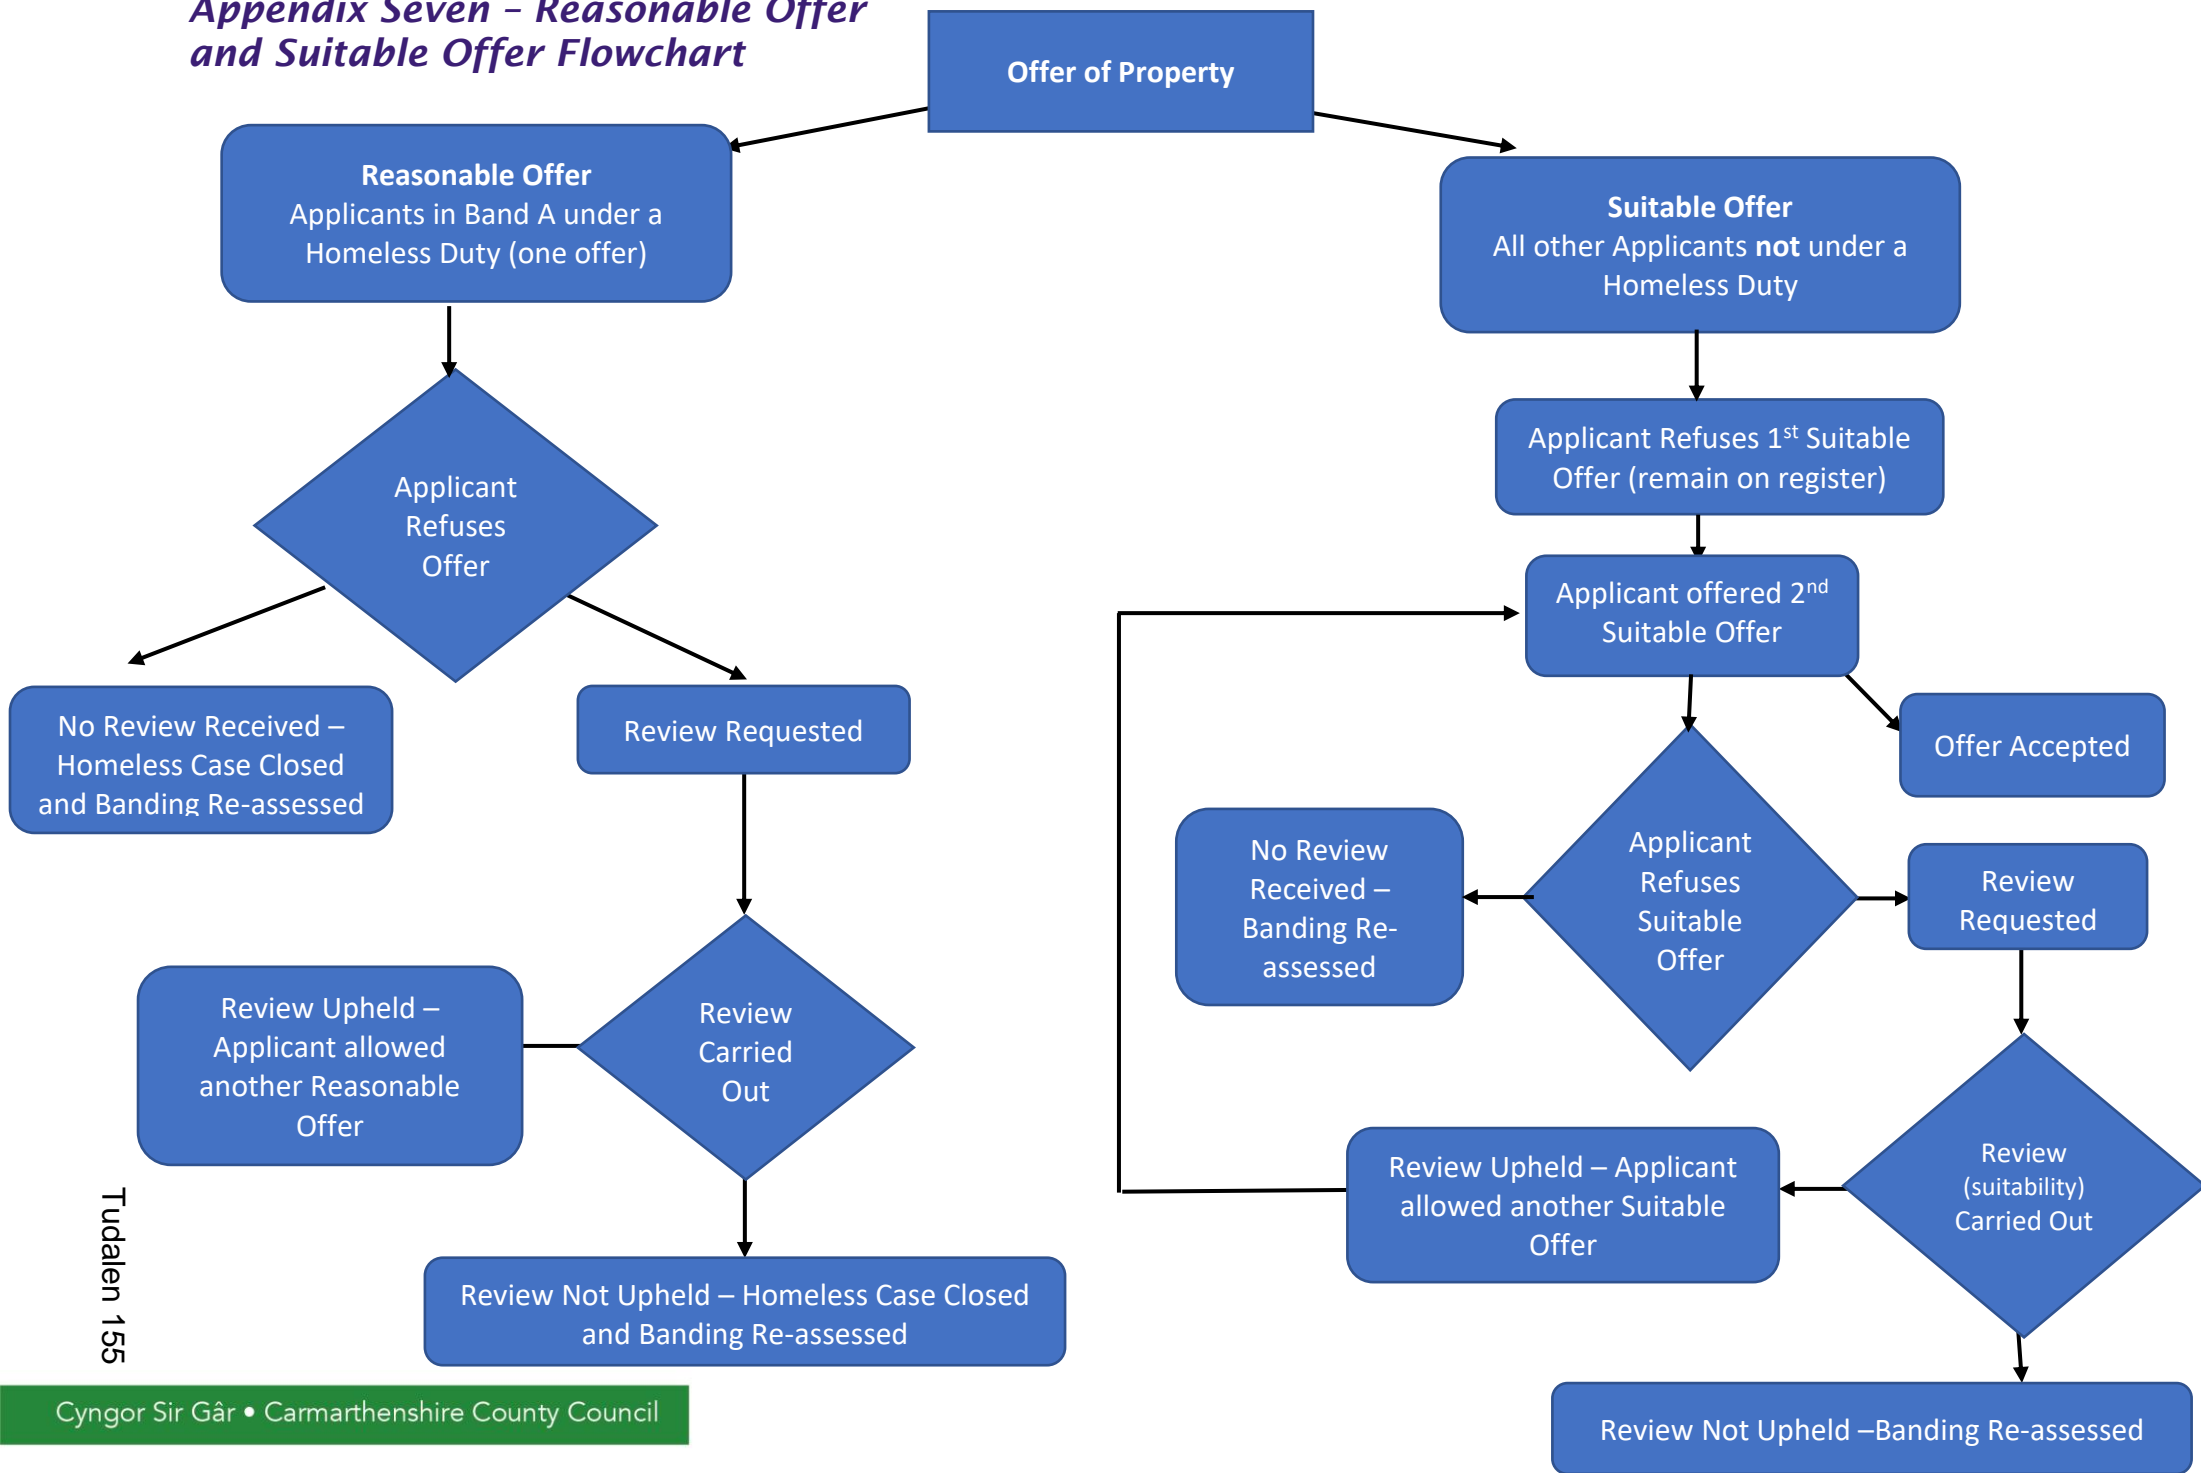 Appendix Seven – Reasonable Offer
and Suitable Offer Flowchart
Offer of Property
Reasonable Offer
Applicants in Band A under a
Homeless Duty (one offer)
Applicant
Refuses
Offer
No Review Received –
Homeless Case Closed
and Banding Re-assessed
Review Requested
Review Upheld –
Applicant allowed
another Reasonable
Offer
Review
Carried
Out
Review Not Upheld – Homeless Case Closed
and Banding Re-assessed
Suitable Offer
All other Applicants not under a
Homeless Duty
Applicant Refuses 1st Suitable
Offer (remain on register)
Applicant offered 2nd
Suitable Offer
Offer Accepted
Applicant
Refuses
Suitable
Offer
No Review
Received –
Banding Re-
assessed
Review
Requested
Review
(suitability)
Carried Out
Review Upheld – Applicant
allowed another Suitable
Offer
Review Not Upheld –Banding Re-assessed
Tudalen 155
Cyngor Sir Gâr • Carmarthenshire County Council